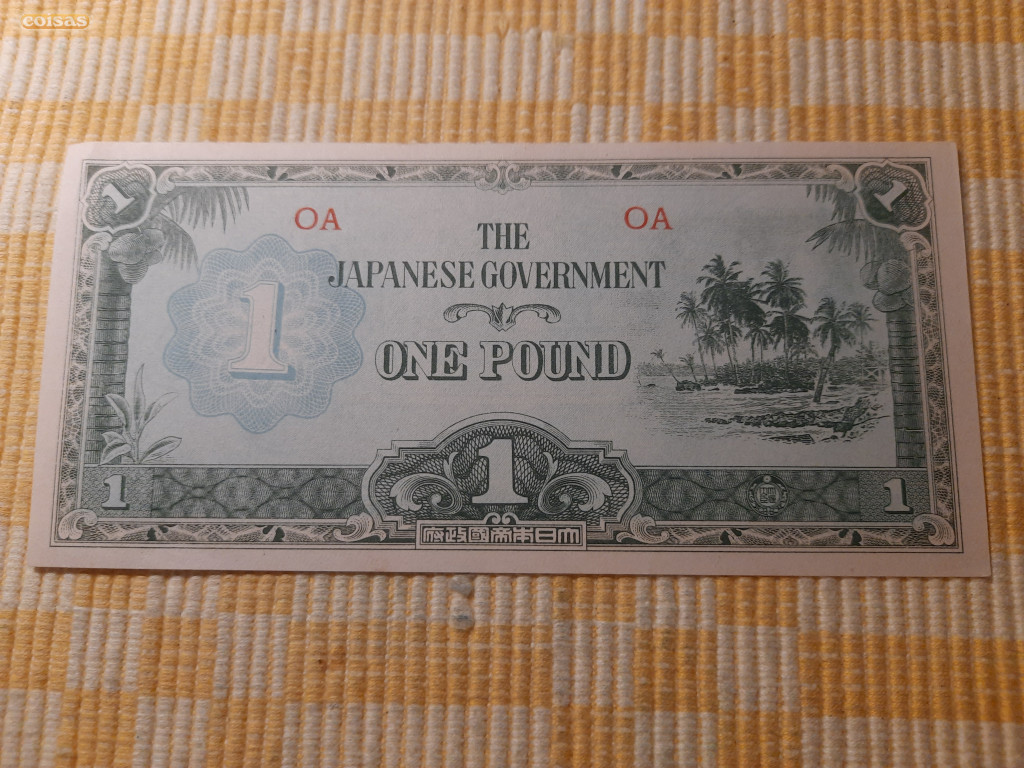 coisas
1
1
OA
OA
THE
JAPANESE GOVERNMENT
1
ONE POUND
1
1
1
府政國帝本日大